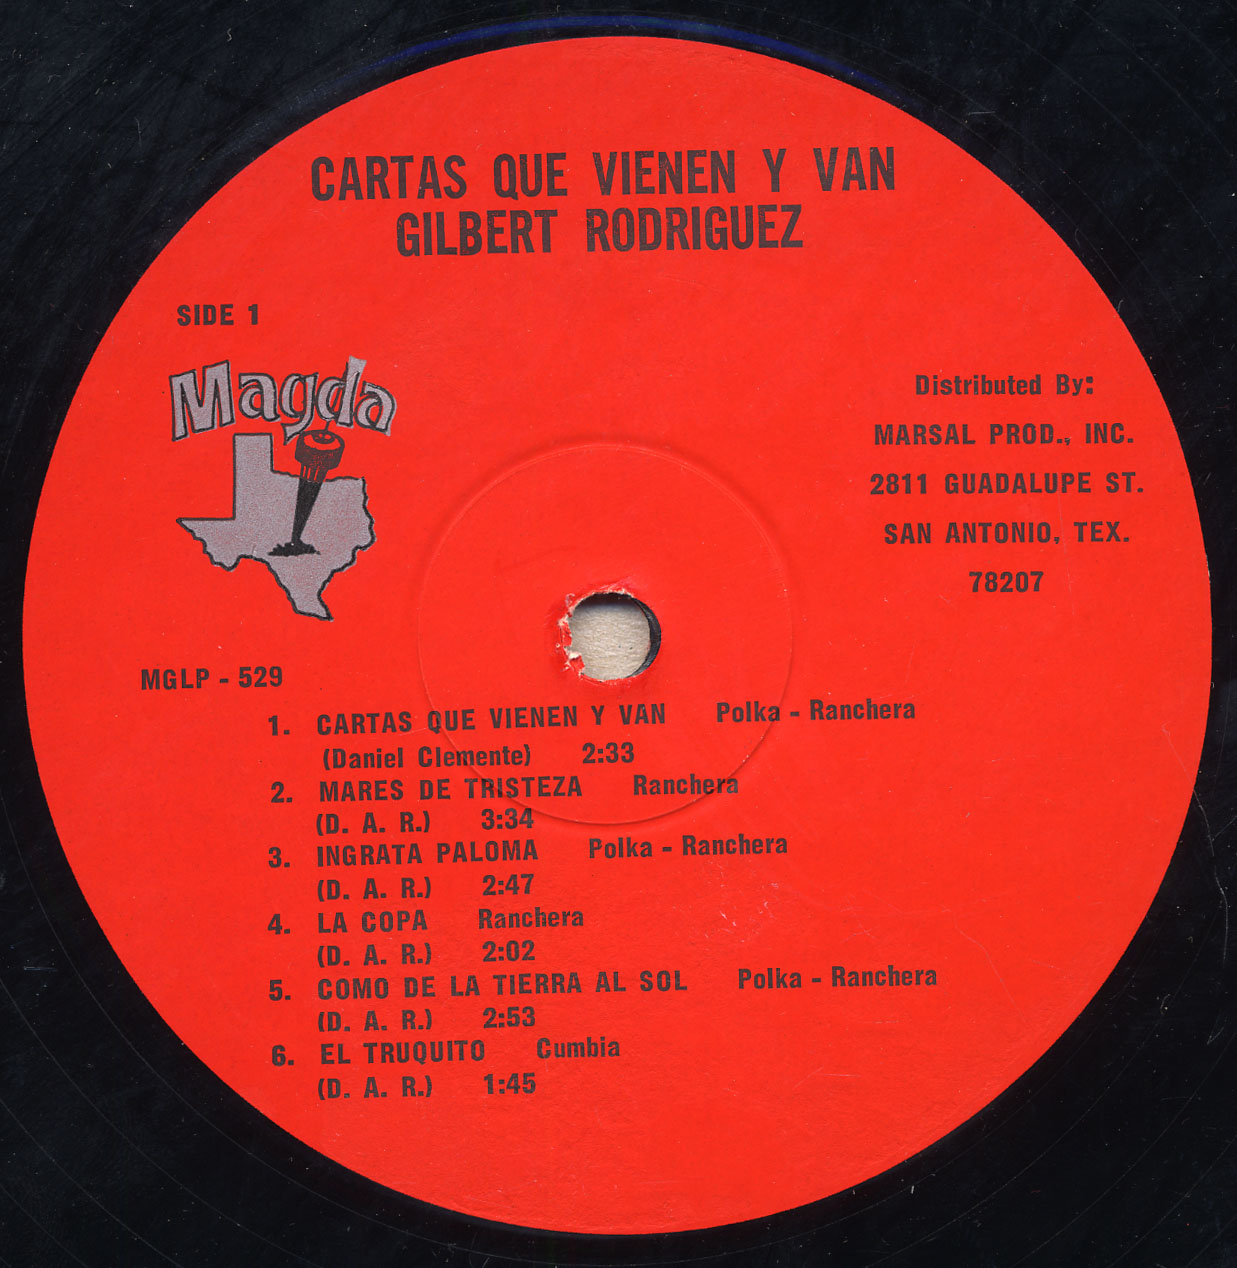 CARTAS QUE VIENEN Y VAN
GILBERT RODRIGUEZ
SIDE 1
Magda
Distributed By:
MARSAL PROD., INC.
2811 GUADALUPE ST.
SAN ANTONIO, TEX.
78207
MGLP - 529
1. CARTAS QUE VIENEN Y VAN Polka - Ranchera
(Daniel Clemente) 2:33
2. MARES DE TRISTEZA Ranchera
(D. A. R.) 3:34
3. INGRATA PALOMA Polka - Ranchera
(D. A. R.) 2:47
4. LA COPA Ranchera
(D. A. R.) 2:02
5. COMO DE LA TIERRA AL SOL Polka - Ranchera
(D. A. R.) 2:53
6. EL TRUQUITO Cumbia
(D. A. R.) 1:45